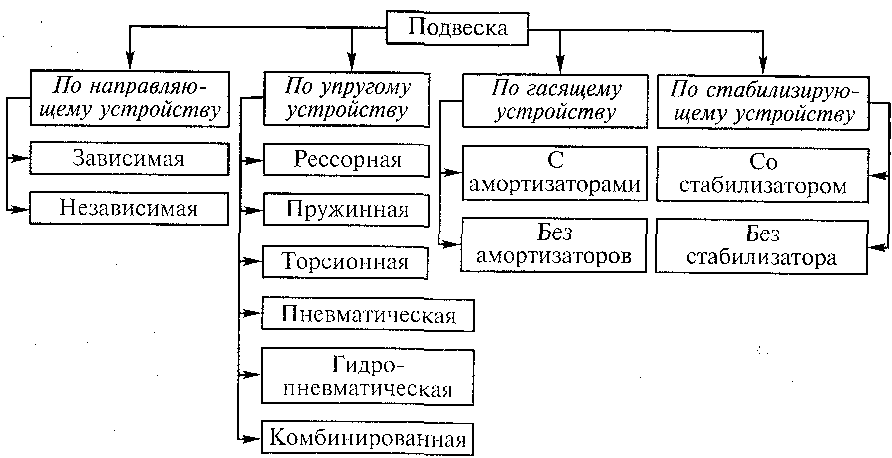 Подвеска
По направляю-
щему устройству
Зависимая
Независимая
По упругому
устройству
Рессорная
Пружинная
Торсионная
Пневматическая
Гидро-
пневматическая
Комбинированная
По гасящему
устройству
С
амортизаторами
Без
амортизаторов
По стабилизирую-
щему устройству
Со
стабилизатором
Без
стабилизатора